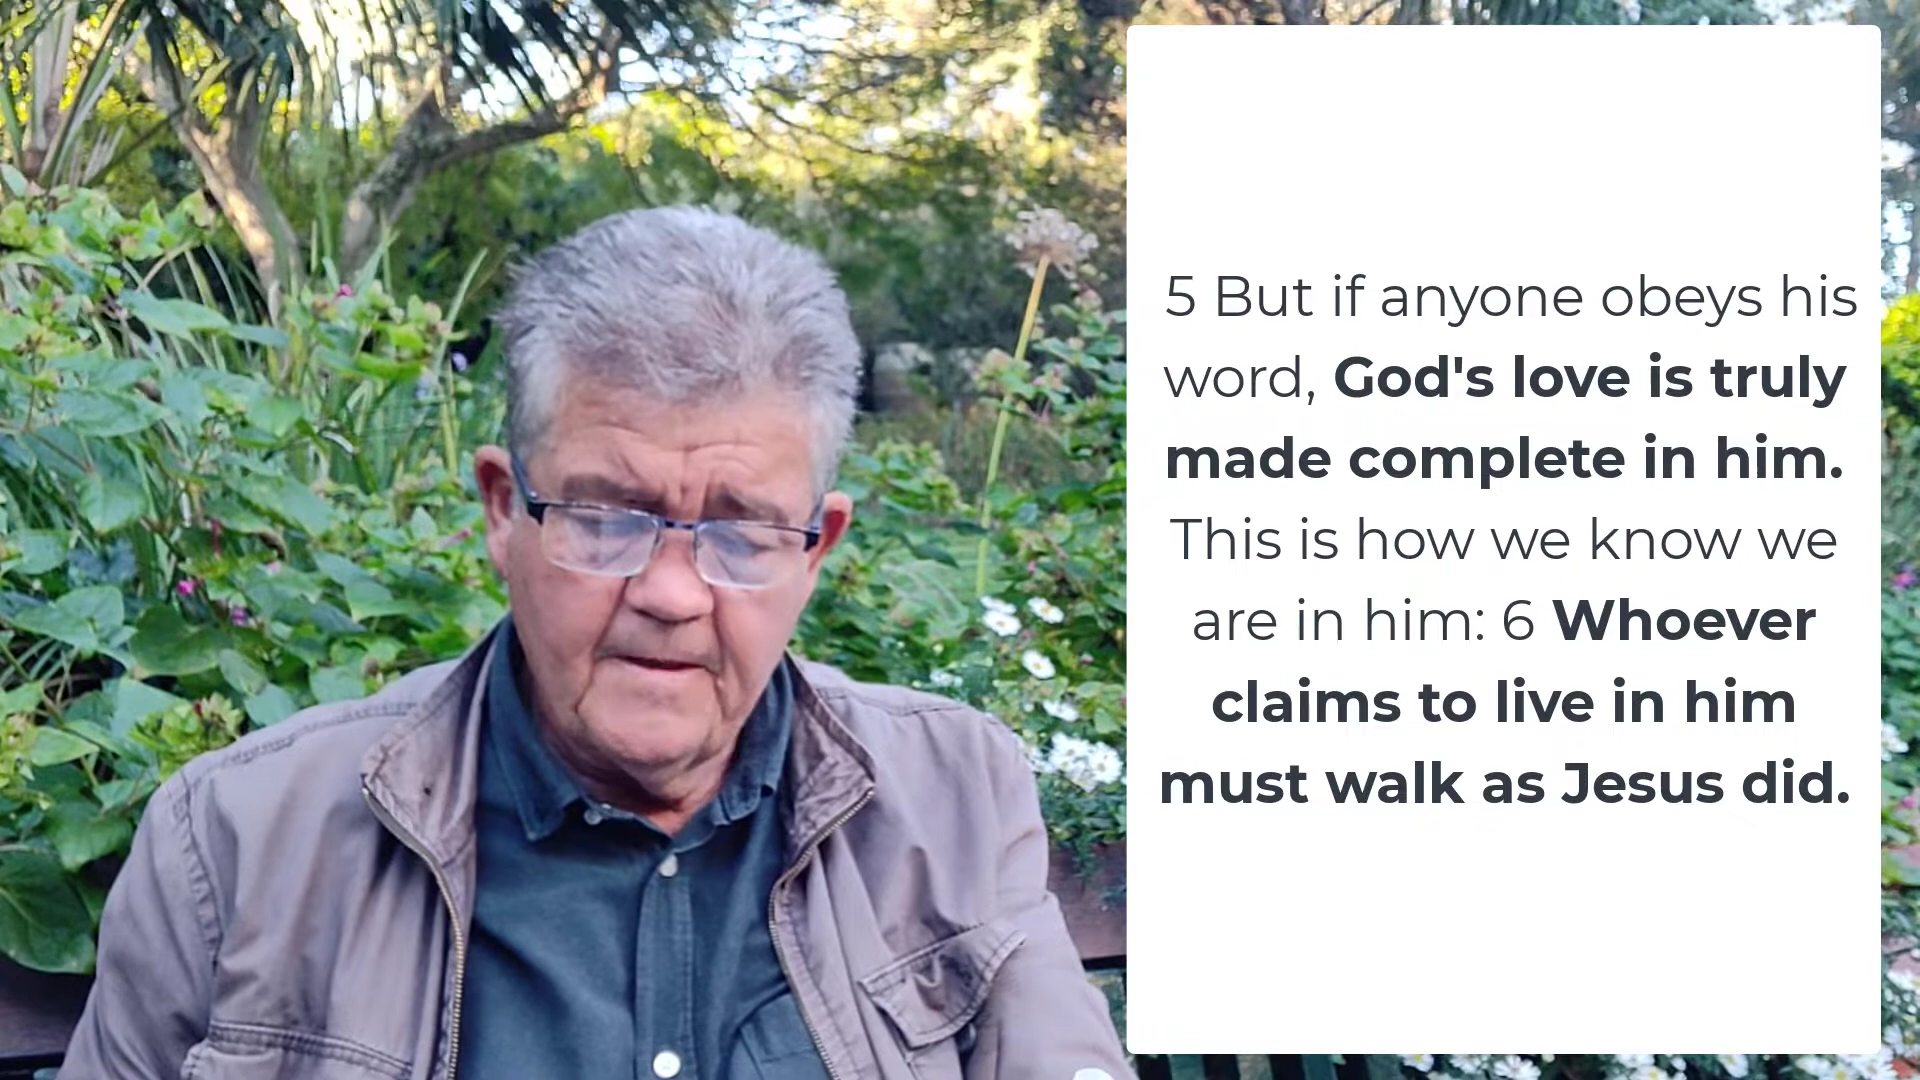 5 But if anyone obeys his
word, God's love is truly
made complete in him.
This is how we know we
are in him: 6 Whoever
claims to live in him
must walk as Jesus did.